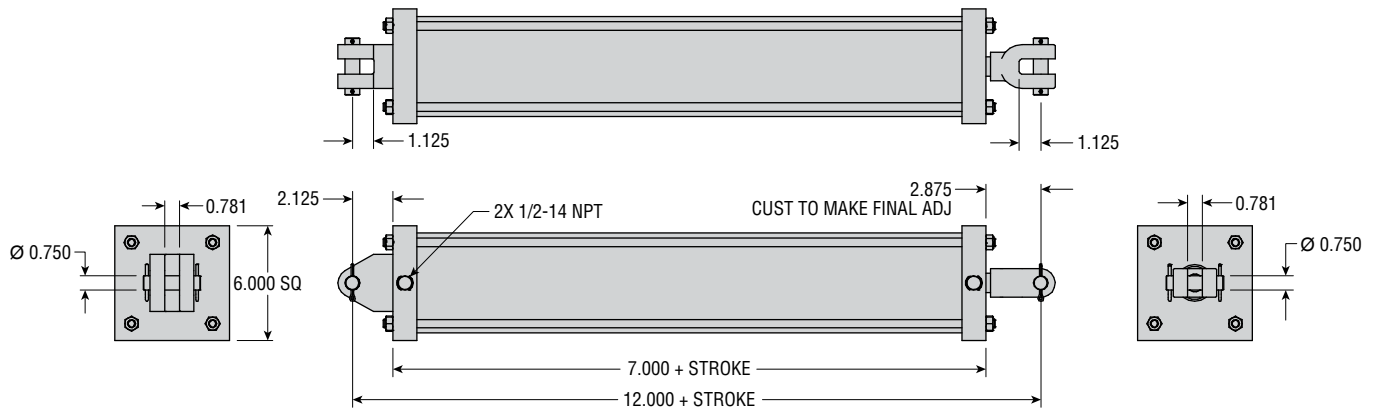 1.125
1.125
2.125
2.875
CUST TO MAKE FINAL ADJ
0.781
2X 1/2-14 NPT
0.781
Ø 0.750
6.000 SQ
Ø 0.750
7.000 + STROKE
12.000 + STROKE